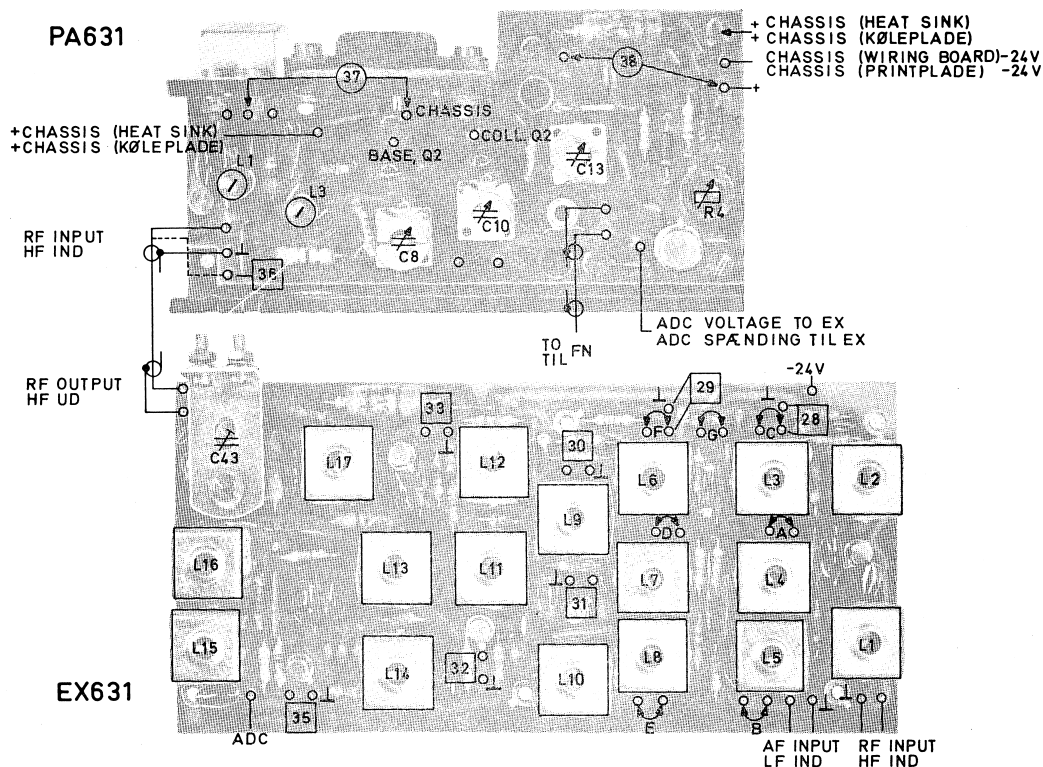 PA631
+ CHASSIS (HEAT SINK)
+ CHASSIS (KØLEPLADE)
CHASSIS (WIRING BOARD)-24V
CHASSIS (PRINTPLADE) -24V
+
37
38
CHASSIS
+CHASSIS (HEAT SINK)
+CHASSIS (KØLEPLADE)
COLL. Q2
BASE, Q2
C13
L1
L3
R4
C10
C8
RF INPUT
HF IND
36
ADC VOLTAGE TO EX
ADC SPÆNDING TIL EX
TO
TIL FN
RF OUTPUT
HF UD
-24V
29
33
28
F
G
C
30
C43
L17
L12
L6
L3
L2
L9
D
A
L16
L13
L11
L7
L4
31
L15
L14
32
L10
L8
L5
L1
EX631
35
ADC
E
B
AF INPUT
LF IND
RF INPUT
HF IND